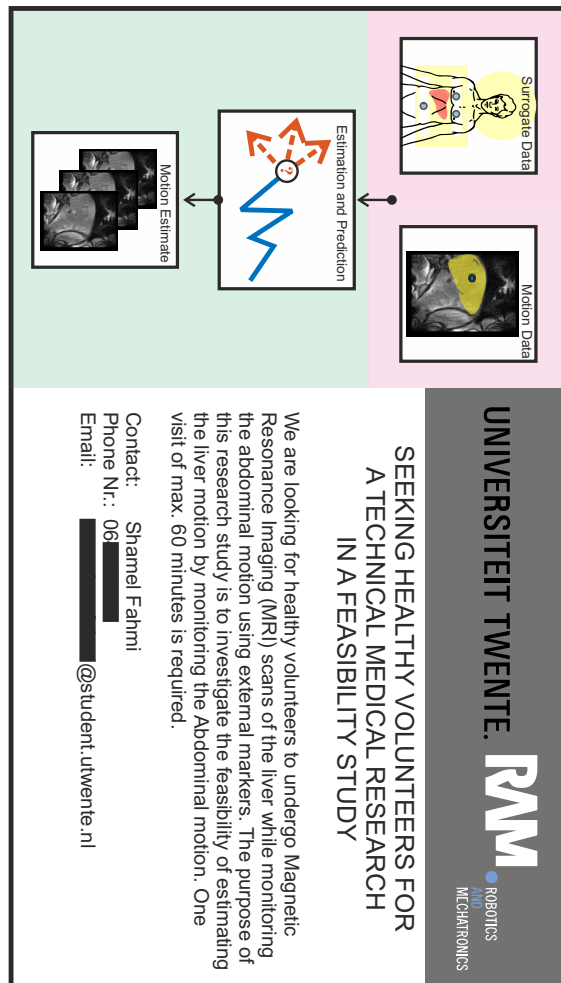 Surrogate Data
Motion Data
Estimation and Prediction
?
Motion Estimate
UNIVERSITEIT TWENTE.
RAM
ROBOTICS
AND
MECHATRONICS
SEEKING HEALTHY VOLUNTEERS FOR
A TECHNICAL MEDICAL RESEARCH
IN A FEASIBILITY STUDY
We are looking for healthy volunteers to undergo Magnetic
Resonance Imaging (MRI) scans of the liver while monitoring
the abdominal motion using external markers. The purpose of
this research study is to investigate the feasibility of estimating
the liver motion by monitoring the Abdominal motion. One
visit of max. 60 minutes is required.
Contact: Shamel Fahmi
Phone Nr.: 06
Email: @student.utwente.nl